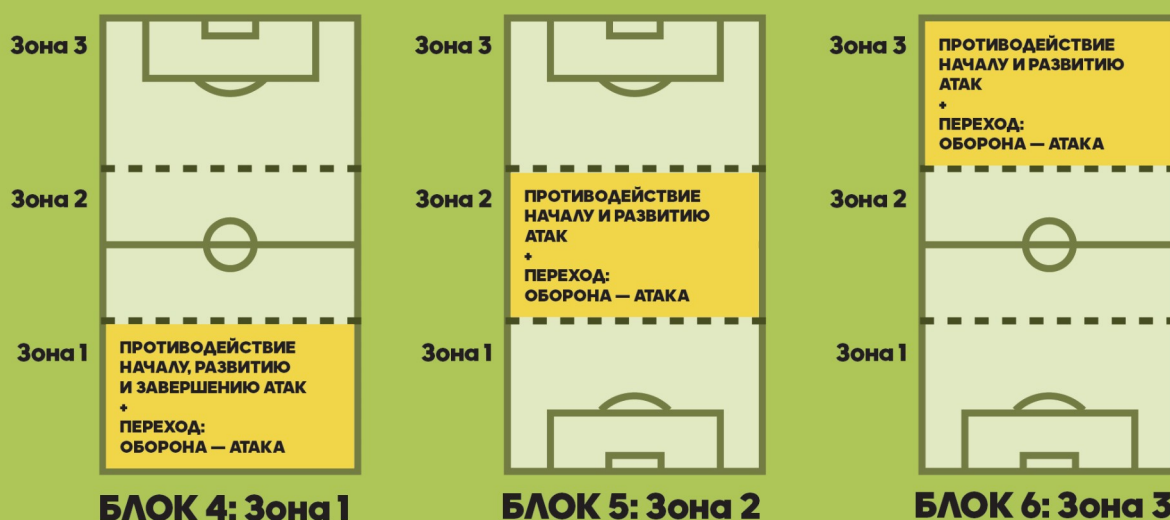 Зона 3
Зона 2
Зона 1
ПРОТИВОДЕЙСТВИЕ
НАЧАЛУ, РАЗВИТИЮ
И ЗАВЕРШЕНИЮ АТАК
+
ПЕРЕХОД:
ОБОРОНА — АТАКА
БЛОК 4: Зона 1
Зона 3
Зона 2
ПРОТИВОДЕЙСТВИЕ
НАЧАЛУ И РАЗВИТИЮ
АТАК
+
ПЕРЕХОД:
ОБОРОНА — АТАКА
Зона 1
БЛОК 5: Зона 2
Зона 3
ПРОТИВОДЕЙСТВИЕ
НАЧАЛУ И РАЗВИТИЮ
АТАК
+
ПЕРЕХОД:
ОБОРОНА — АТАКА
Зона 2
Зона 1
БЛОК 6: Зона 3